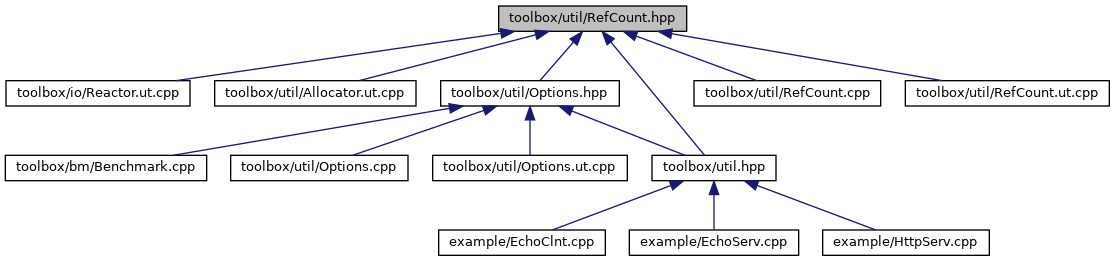 toolbox/util/RefCount.hpp
toolbox/io/Reactor.ut.cpp
toolbox/util/Allocator.ut.cpp
toolbox/util/Options.hpp
toolbox/util/RefCount.cpp
toolbox/util/RefCount.ut.cpp
toolbox/bm/Benchmark.cpp
toolbox/util/Options.cpp
toolbox/util/Options.ut.cpp
toolbox/util.hpp
example/EchoClnt.cpp
example/EchoServ.cpp
example/HttpServ.cpp